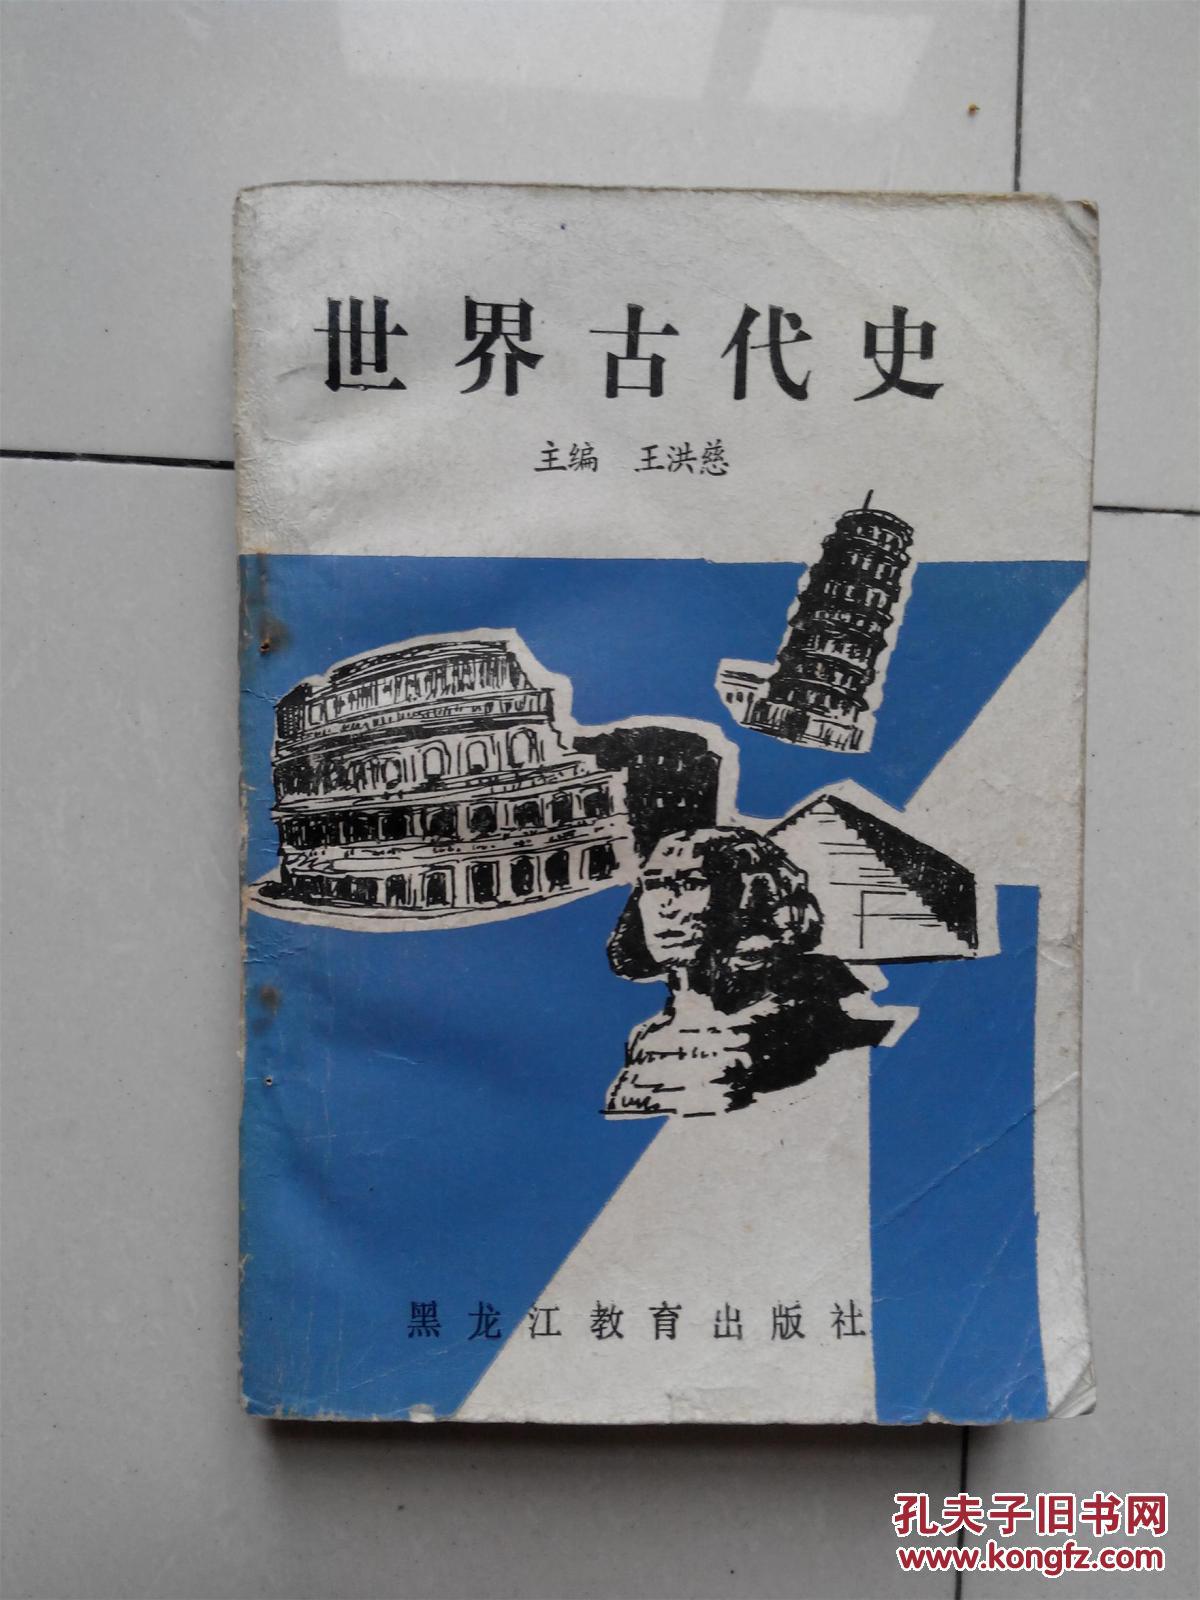 世界古代史
主编 王洪慈
黑龙江教育出版社
孔夫子旧书网
www.kongfz.com